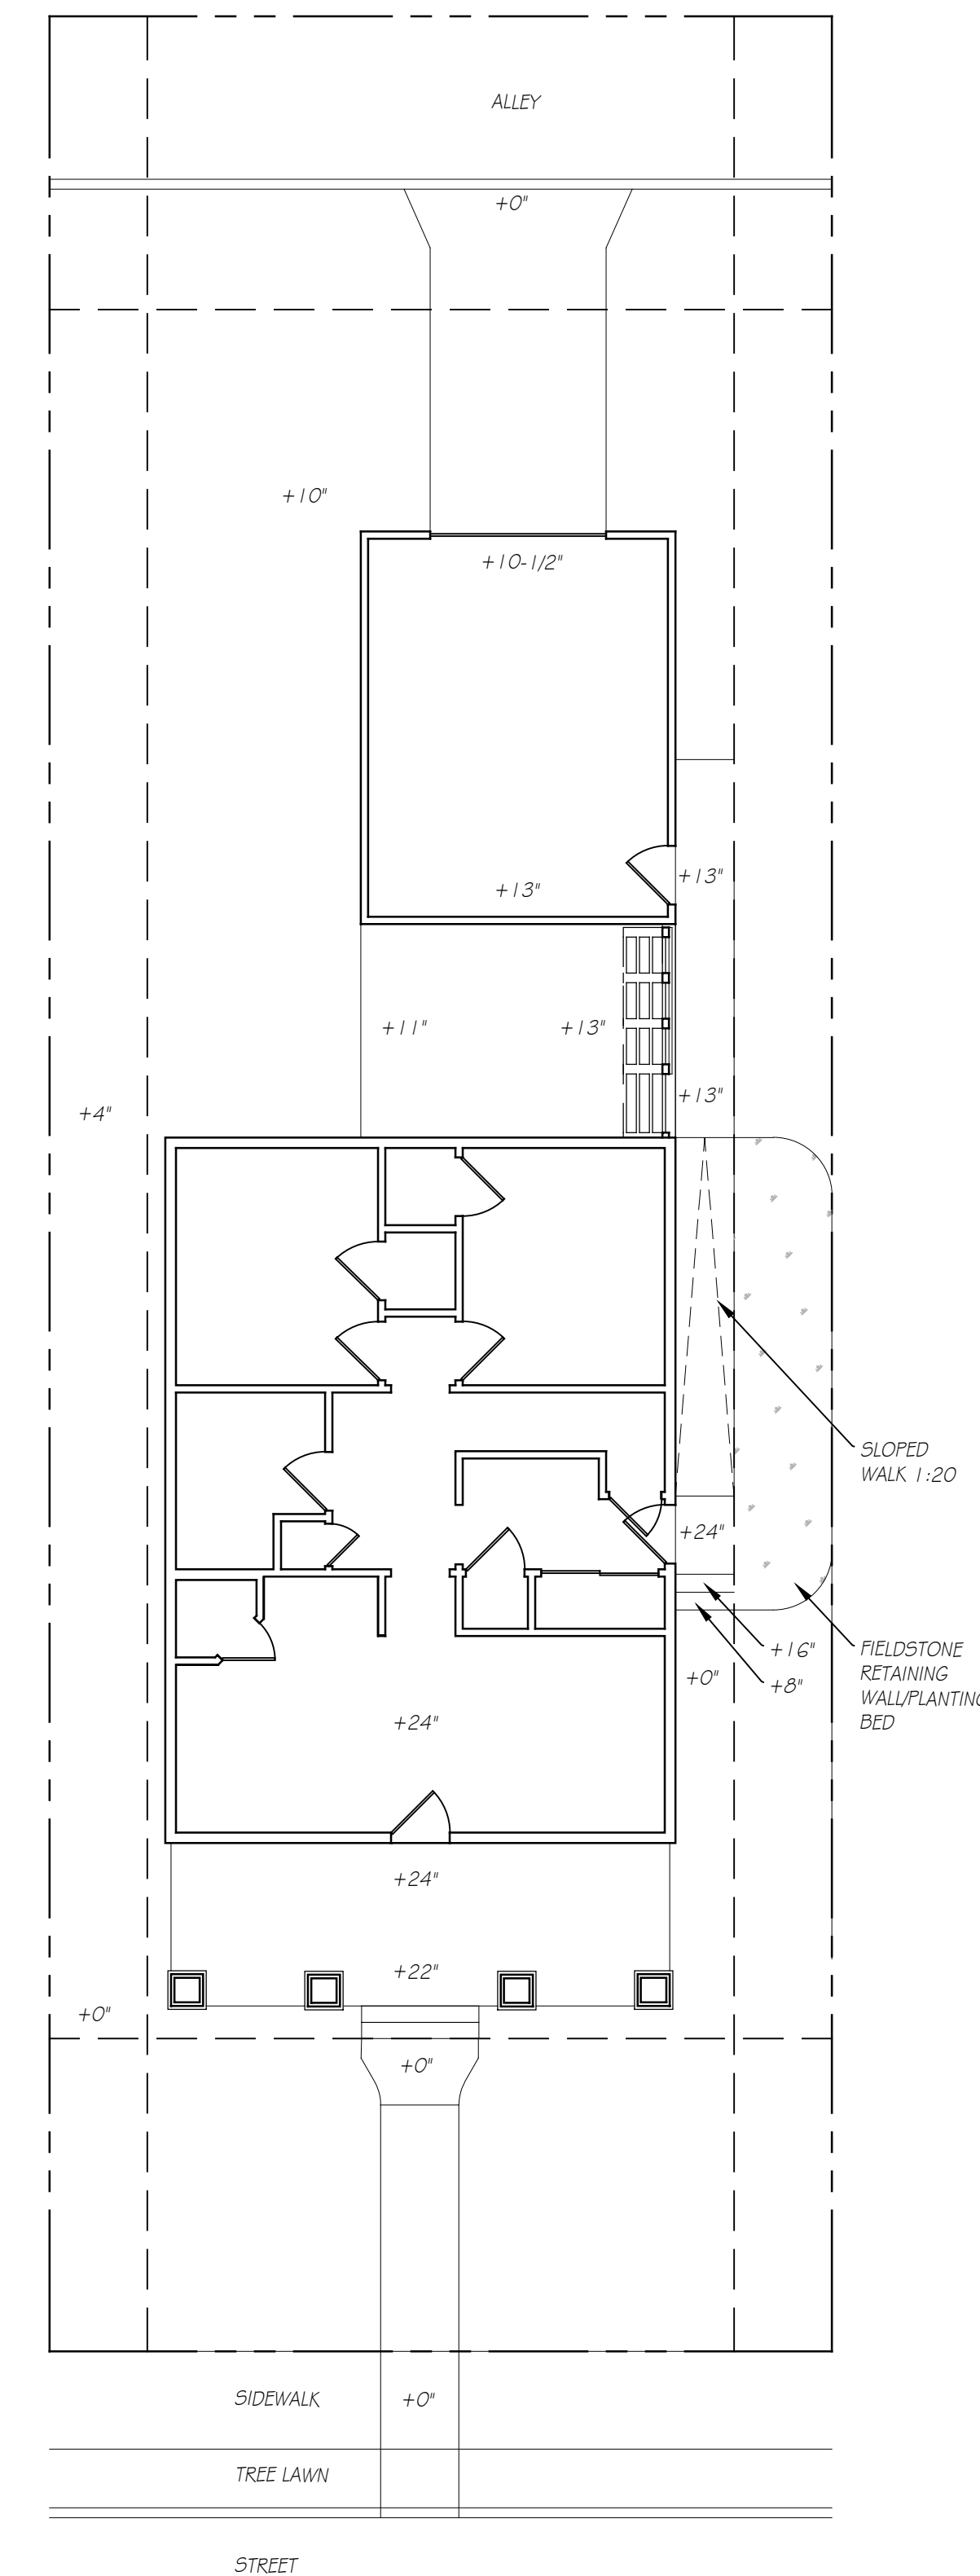 ALLEY
+0"
+10"
+10-1/2"
+13"
+13"
+11"
+13"
+13"
+4"
SLOPED
WALK 1:20
+24"
+16"
+8"
+0"
FIELDSTONE
RETAINING
WALL/PLANTING
BED
+24"
+24"
+22"
+0"
+0"
SIDEWALK
+0"
TREE LAWN
STREET